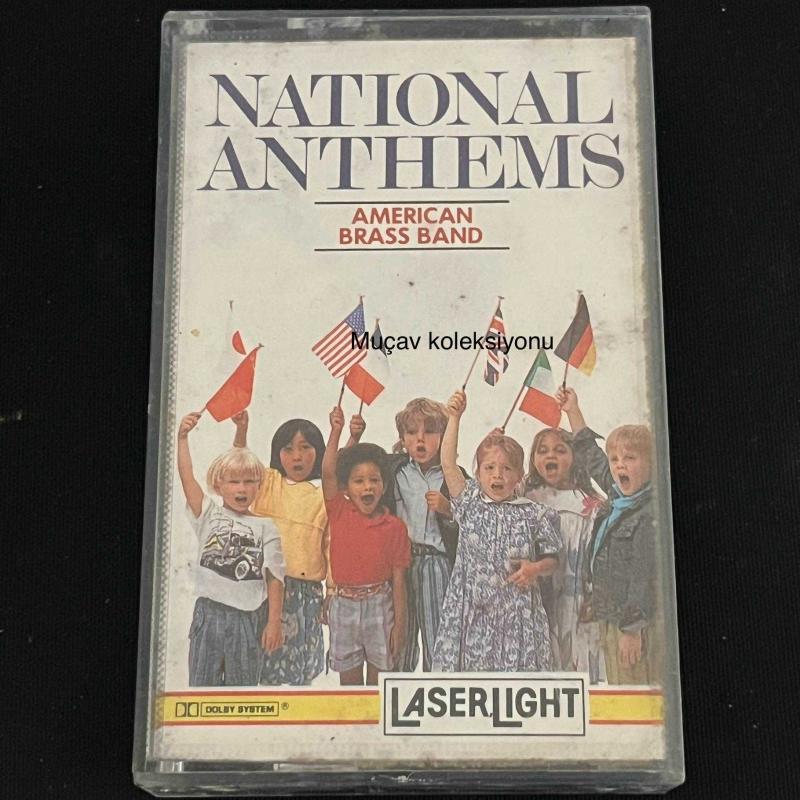 NATIONAL
ANTHEMS
AMERICAN
BRASS BAND
Muçav koleksiyonu
DOLBY SYSTEM ®
LASERLIGHT